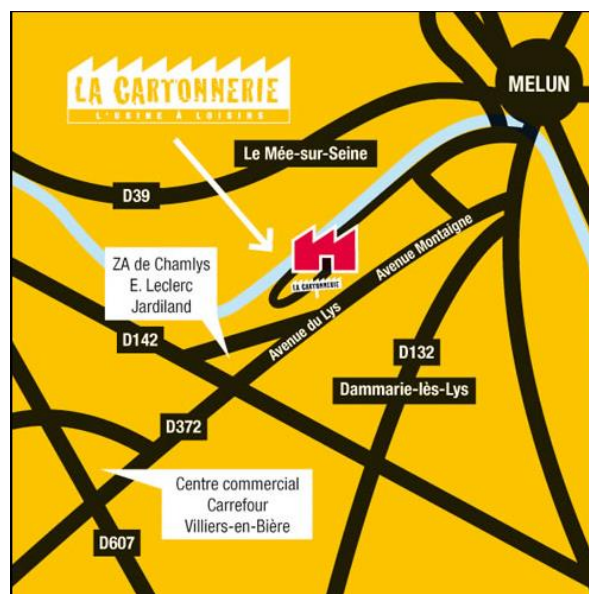 LA CARTONNERIE
L'USINE À LOISIRS
MELUN
Le Mée-sur-Seine
D39
ZA de Chamlys
E. Leclerc
Jardiland
LA CARTONNERIE
Avenue Montaigne
Avenue du Lys
D142
D132
Dammarie-lès-Lys
D372
Centre commercial
Carrefour
Villiers-en-Bière
D607